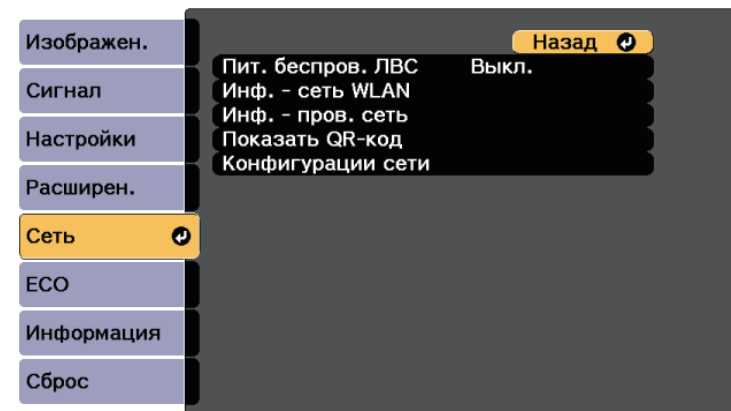 Изображен.
Сигнал
Настройки
Расширен.
Сеть
ECO
Информация
Сброс
Назад
Пит. беспров. ЛВС Выкл.
Инф. - сеть WLAN
Инф. - пров. сеть
Показать QR-код
Конфигурации сети